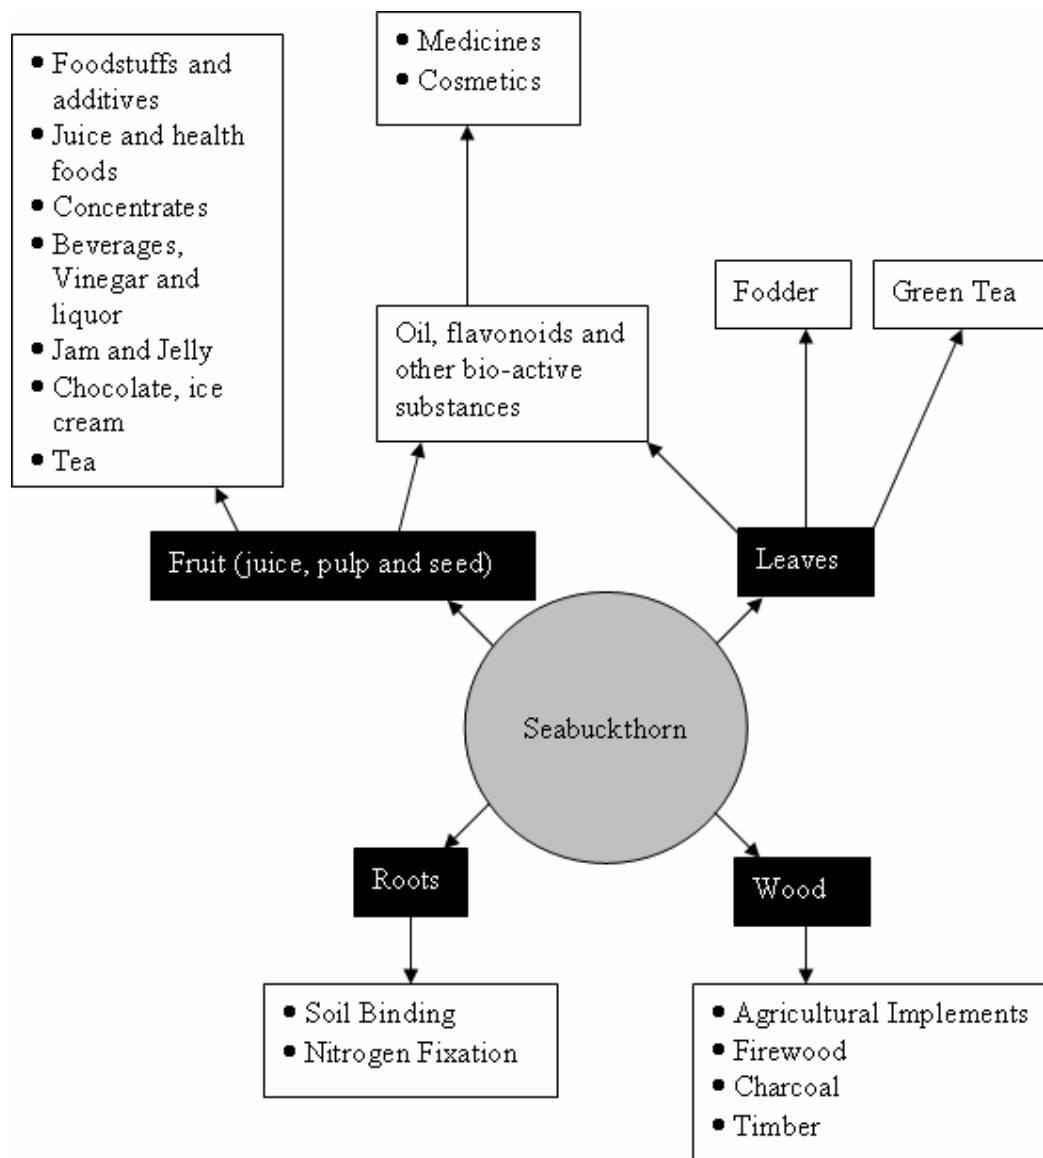 • Foodstuffs and
additives
• Juice and health
foods
• Concentrates
• Beverages,
Vinegar and
liquor
• Jam and Jelly
• Chocolate, ice
cream
• Tea
• Medicines
• Cosmetics
Oil, flavonoids and
other bio-active
substances
Fodder
Green Tea
Fruit (juice, pulp and seed)
Leaves
Seabuckthorn
Roots
Wood
• Soil Binding
• Nitrogen Fixation
• Agricultural Implements
• Firewood
• Charcoal
• Timber